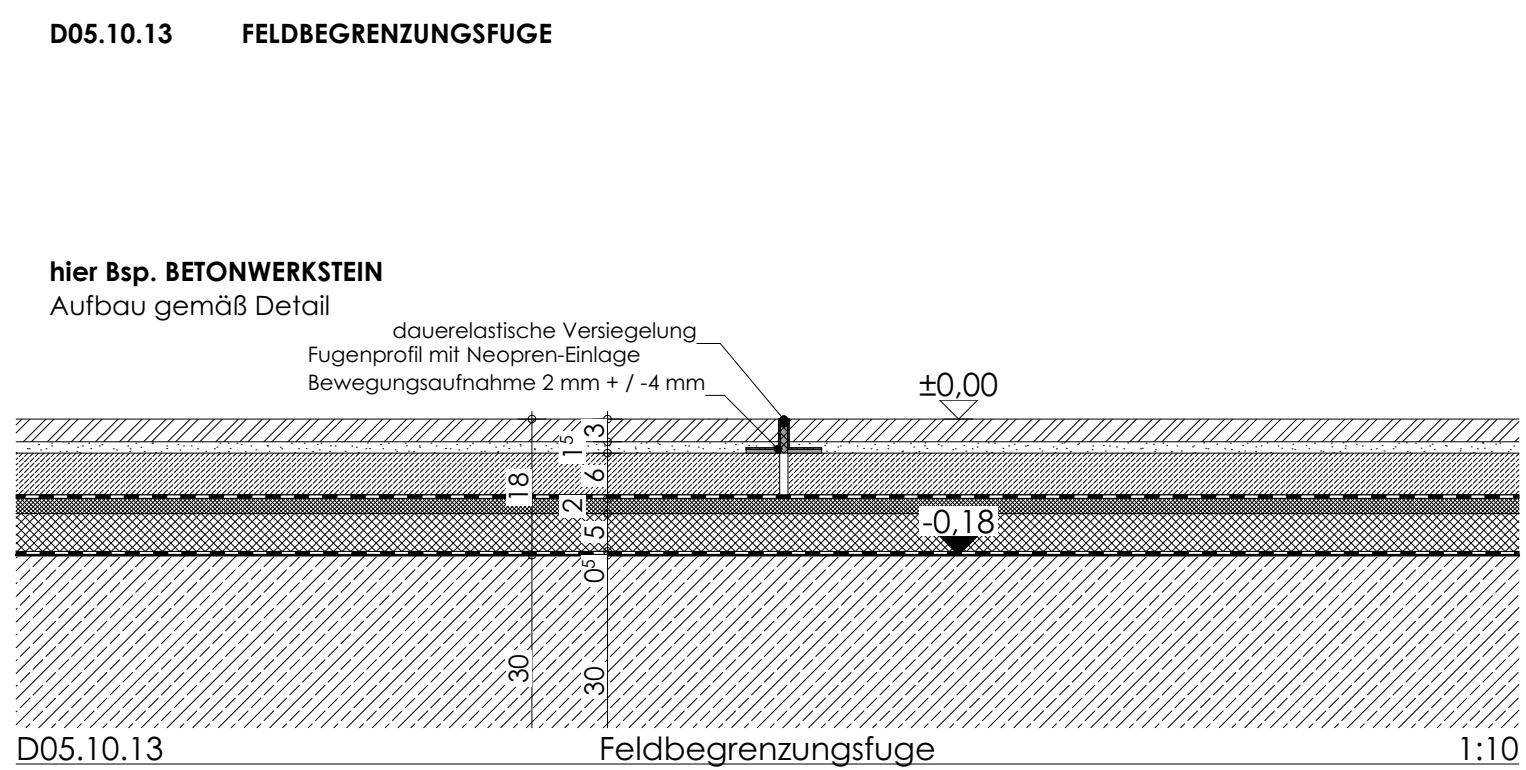 D05.10.13 FELDBEGRENZUNGSFUGE
hier Bsp. BETONWERKSTEIN
Aufbau gemäß Detail
dauerelastische Versiegelung
Fugenprofil mit Neopren-Einlage
Bewegungsaufnahme 2 mm + / -4 mm
±0,00
3
1⁵
6
18
2
5
-0,18
0⁵
30
30
D05.10.13 Feldbegrenzungsfuge 1:10